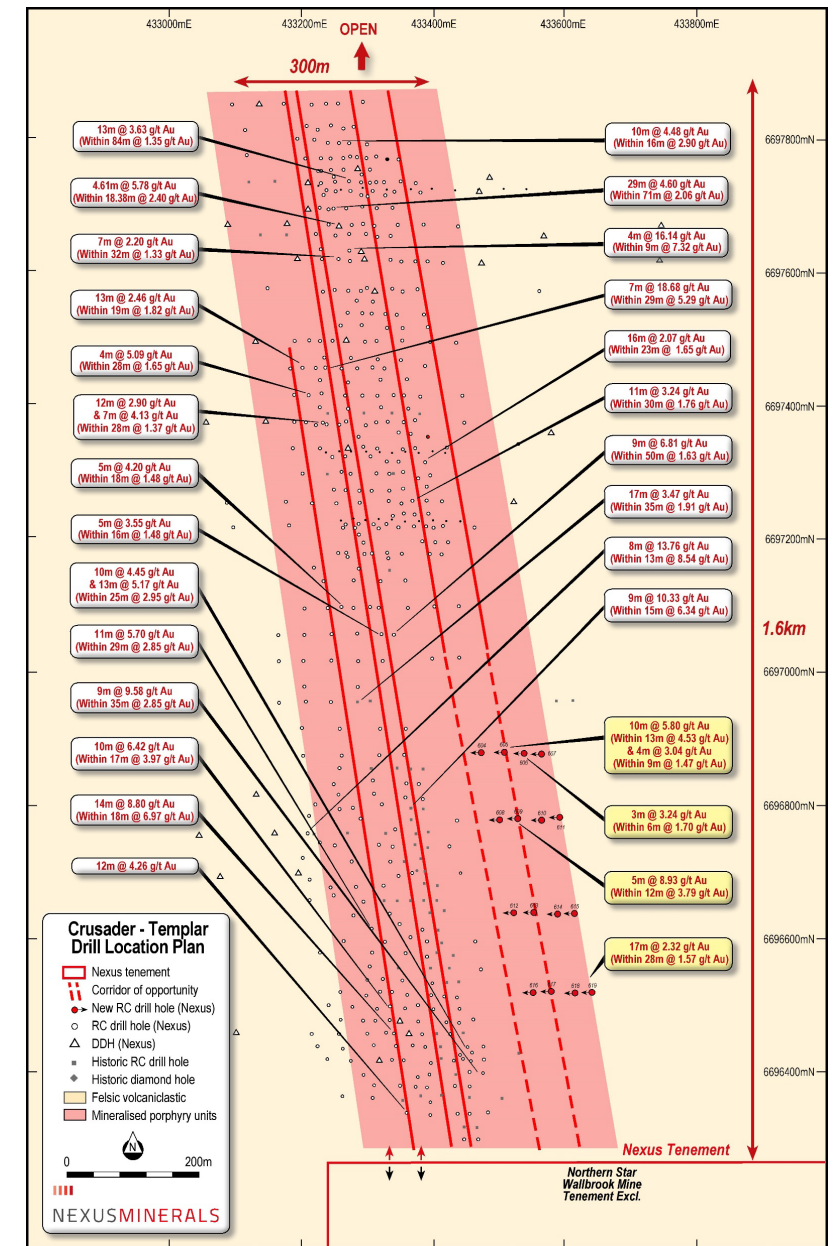 433000mE
433200mE
433400mE
433600mE
433800mE
OPEN
300m
13m @ 3.63 g/t Au
(Within 84m @ 1.35 g/t Au)
4.61m @ 5.78 g/t Au
(Within 18.38m @ 2.40 g/t Au)
7m @ 2.20 g/t Au
(Within 32m @ 1.33 g/t Au)
13m @ 2.46 g/t Au
(Within 19m @ 1.82 g/t Au)
4m @ 5.09 g/t Au
(Within 28m @ 1.65 g/t Au)
12m @ 2.90 g/t Au
& 7m @ 4.13 g/t Au
(Within 28m @ 1.37 g/t Au)
5m @ 4.20 g/t Au
(Within 18m @ 1.48 g/t Au)
5m @ 3.55 g/t Au
(Within 16m @ 1.48 g/t Au)
10m @ 4.45 g/t Au
& 13m @ 5.17 g/t Au
(Within 25m @ 2.95 g/t Au)
11m @ 5.70 g/t Au
(Within 29m @ 2.85 g/t Au)
9m @ 9.58 g/t Au
(Within 35m @ 2.85 g/t Au)
10m @ 6.42 g/t Au
(Within 17m @ 3.97 g/t Au)
14m @ 8.80 g/t Au
(Within 18m @ 6.97 g/t Au)
12m @ 4.26 g/t Au
10m @ 4.48 g/t Au
(Within 16m @ 2.90 g/t Au)
29m @ 4.60 g/t Au
(Within 71m @ 2.06 g/t Au)
4m @ 16.14 g/t Au
(Within 9m @ 7.32 g/t Au)
7m @ 18.68 g/t Au
(Within 29m @ 5.29 g/t Au)
16m @ 2.07 g/t Au
(Within 23m @ 1.65 g/t Au)
11m @ 3.24 g/t Au
(Within 30m @ 1.76 g/t Au)
9m @ 6.81 g/t Au
(Within 50m @ 1.63 g/t Au)
17m @ 3.47 g/t Au
(Within 35m @ 1.91 g/t Au)
8m @ 13.76 g/t Au
(Within 13m @ 8.54 g/t Au)
9m @ 10.33 g/t Au
(Within 15m @ 6.34 g/t Au)
10m @ 5.80 g/t Au
(Within 13m @ 4.53 g/t Au)
& 4m @ 3.04 g/t Au
(Within 9m @ 1.47 g/t Au)
3m @ 3.24 g/t Au
(Within 6m @ 1.70 g/t Au)
5m @ 8.93 g/t Au
(Within 12m @ 3.79 g/t Au)
17m @ 2.32 g/t Au
(Within 28m @ 1.57 g/t Au)
6697800mN
6697600mN
6697400mN
6697200mN
6697000mN
6696800mN
6696600mN
6696400mN
1.6km
604
605
606
607
608
609
610
611
612
614
615
616
618
619
Crusader - Templar
Drill Location Plan
Nexus tenement
Corridor of opportunity
New RC drill hole (Nexus)
RC drill hole (Nexus)
DDH (Nexus)
Historic RC drill hole
Historic diamond hole
Felsic volcaniclastic
Mineralised porphyry units
N
0
200m
NEXUSMINERALS
Nexus Tenement
Northern Star
Wallbrook Mine
Tenement Excl.